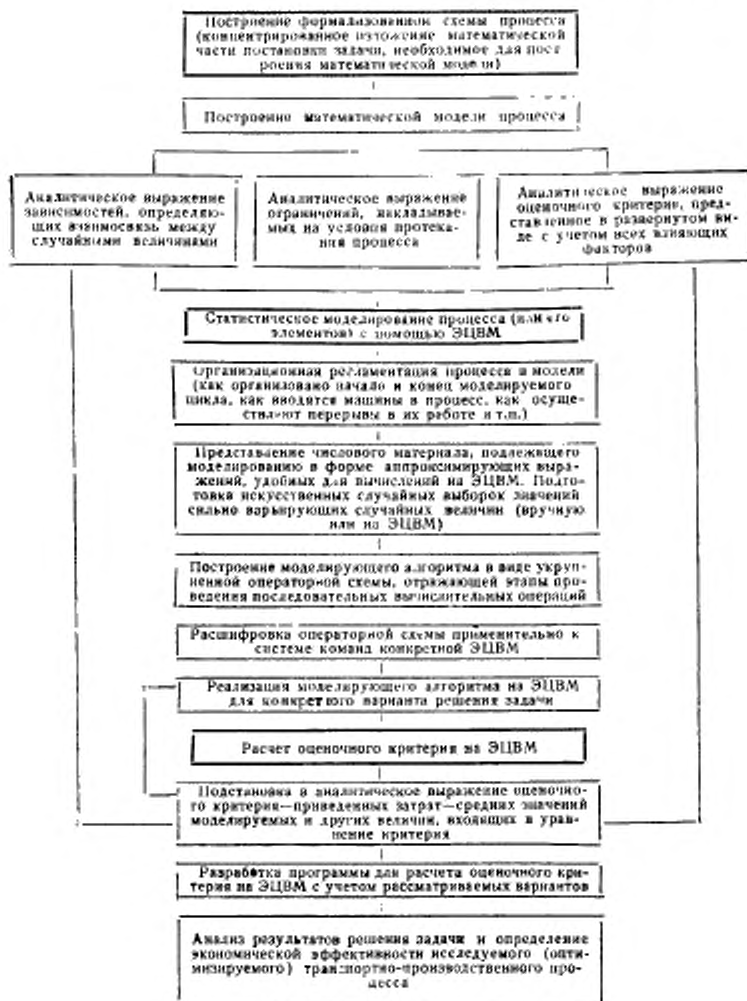 Построение формализованной схемы процесса
(концентрированное изложение математической
части постановки задачи, необходимое для пост
роения математической модели)
Построение математической модели процесса
Аналитическое выражение
зависимостей, определяю-
щих взаимосвязь между
случайными величинами
Аналитическое выражение
ограничений, накладывае-
мых на условия протека
ния процесса
Аналитическое выражение
оценочного критерия, пред-
ставленное в развернутом ви-
де с учетом всех влияющих
факторов
Статистическое моделирование процесса (или его
элементов) с помощью ЭЦВМ
Организационная регламентация процесса в модели
(как организовано начало и конец моделируемого
цикла, как вводятся машины в процесс, как осуще-
ствляют перерывы в их работе и т.п.)
Представление числового материала, подлежащего
моделированию в форме аппроксимирующих выра-
жений, удобных для вычислений на ЭЦВМ. Подго-
товка искусственных случайных выборок значений
сильно варьирующих случайных величин (вручную
или на ЭЦВМ)
Построение моделирующего алгоритма в виде укруп
ненной операторной схемы, отражающей этапы про-
ведения последовательных вычислительных операций
Расшифровка операторной схемы применительно к
системе команд конкретной ЭЦВМ
Реализация моделирующего алгоритма на ЭЦВМ
для конкретного варианта решения задачи
Расчет оценочного критерия на ЭЦВМ
Подстановка в аналитическое выражение оценочно-
го критерия—приведенных затрат—средних значений
моделируемых и других величин, входящих в урав-
нение критерия
Разработка программы для расчета оценочного кри-
терия на ЭЦВМ с учетом рассматриваемых вариантов
Анализ результатов решения задачи и определение
экономической эффективности исследуемого (опти-
мизируемого) транспортно-производственного про-
цесса